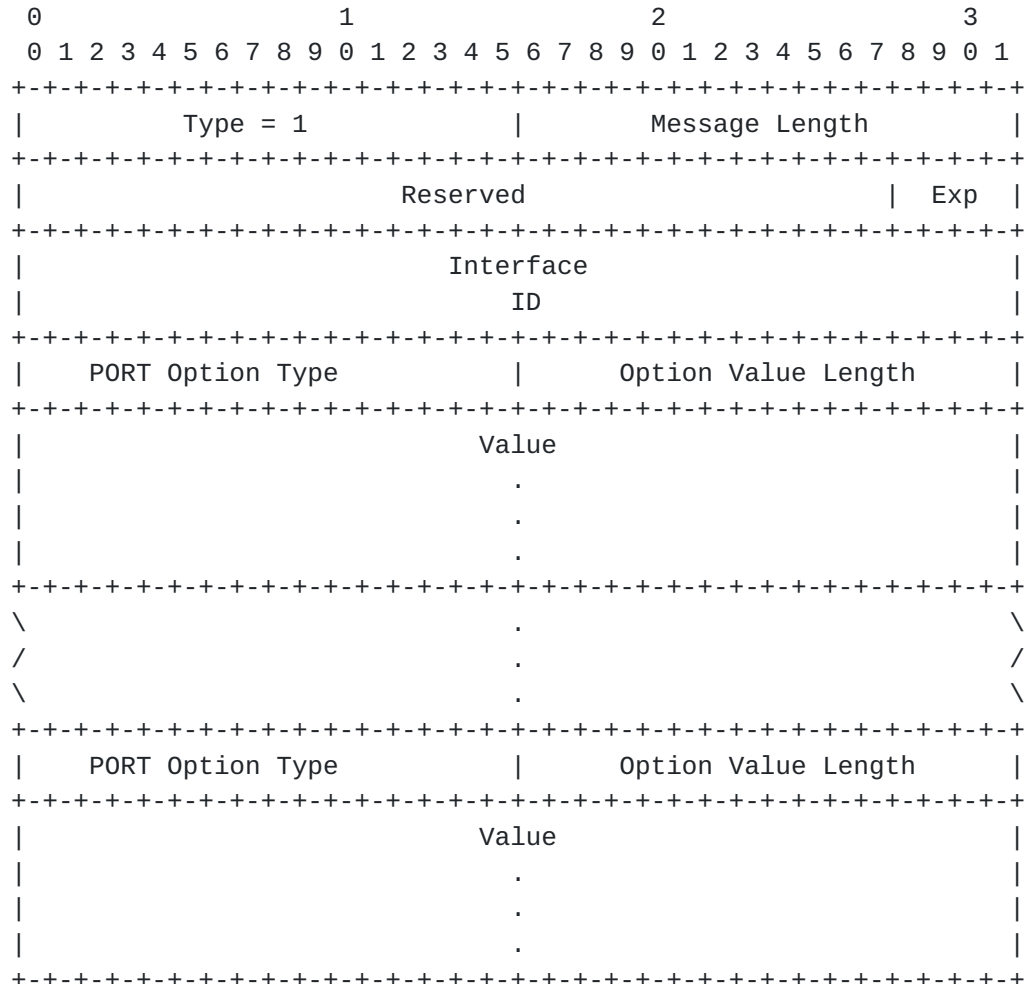 0                   1                   2                   3
 0 1 2 3 4 5 6 7 8 9 0 1 2 3 4 5 6 7 8 9 0 1 2 3 4 5 6 7 8 9 0 1
+-+-+-+-+-+-+-+-+-+-+-+-+-+-+-+-+-+-+-+-+-+-+-+-+-+-+-+-+-+-+-+-+
|          Type = 1             |        Message Length         |
+-+-+-+-+-+-+-+-+-+-+-+-+-+-+-+-+-+-+-+-+-+-+-+-+-+-+-+-+-+-+-+-+
|                        Reserved                       |  Exp  |
+-+-+-+-+-+-+-+-+-+-+-+-+-+-+-+-+-+-+-+-+-+-+-+-+-+-+-+-+-+-+-+-+
|                           Interface                           |
|                               ID                              |
+-+-+-+-+-+-+-+-+-+-+-+-+-+-+-+-+-+-+-+-+-+-+-+-+-+-+-+-+-+-+-+-+
|    PORT Option Type           |      Option Value Length      |
+-+-+-+-+-+-+-+-+-+-+-+-+-+-+-+-+-+-+-+-+-+-+-+-+-+-+-+-+-+-+-+-+
|                             Value                             |
|                               .                               |
|                               .                               |
|                               .                               |
+-+-+-+-+-+-+-+-+-+-+-+-+-+-+-+-+-+-+-+-+-+-+-+-+-+-+-+-+-+-+-+-+
\                               .                               \
/                               .                               /
\                               .                               \
+-+-+-+-+-+-+-+-+-+-+-+-+-+-+-+-+-+-+-+-+-+-+-+-+-+-+-+-+-+-+-+-+
|    PORT Option Type           |      Option Value Length      |
+-+-+-+-+-+-+-+-+-+-+-+-+-+-+-+-+-+-+-+-+-+-+-+-+-+-+-+-+-+-+-+-+
|                             Value                             |
|                               .                               |
|                               .                               |
|                               .                               |
+-+-+-+-+-+-+-+-+-+-+-+-+-+-+-+-+-+-+-+-+-+-+-+-+-+-+-+-+-+-+-+-+